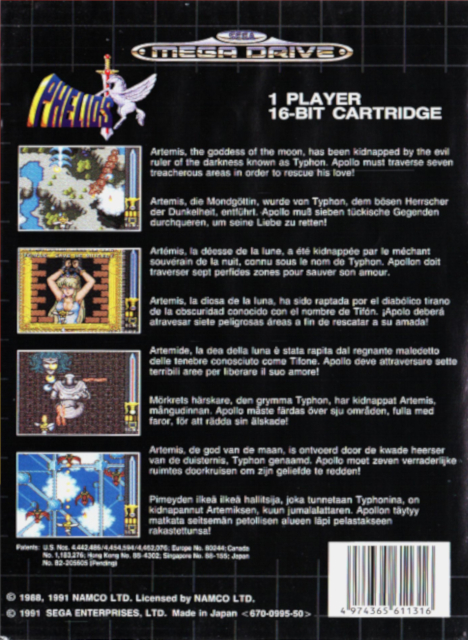 SEGA
MEGA DRIVE
PHELIOS
1 PLAYER
16-BIT CARTRIDGE
Artemis, the goddess of the moon, has been kidnapped by the evil
ruler of the darkness known as Typhon. Apollo must traverse seven
treacherous areas in order to rescue his love!
Artemis, die Mondgöttin, wurde von Typhon, dem bösen Herrscher
der Dunkelheit, entführt. Apollo muß sieben tückische Gegenden
durchqueren, um seine Liebe zu retten!
Artémis, la déesse de la lune, a été kidnappée par le méchant
souverain de la nuit, connu sous le nom de Typhon. Apollon doit
traverser sept perfides zones pour sauver son amour.
Artemis, la diosa de la luna, ha sido raptada por el diabólico tirano
de la obscuridad conocido con el nombre de Tifón. ¡Apolo deberá
atravesar siete peligrosas áreas a fin de rescatar a su amada!
Artemide, la dea della luna è stata rapita dal regnante maledetto
delle tenebre conosciuto come Tifone. Apollo deve attraversare sette
terribili aree per liberare il suo amore!
Mörkrets härskare, den grymma Typhon, har kidnappat Artemis,
mångudinnan. Apollo måste färdas över sju områden, fulla med
faror, för att rädda sin älskade!
Artemis, de god van de maan, is ontvoerd door de kwade heerser
van de duisternis, Typhon genaamd. Apollo moet zeven verraderlijke
ruimtes doorkruisen om zijn geliefde te redden!
Pimeyden ilkeä ilkeä hallitsija, joka tunnetaan Typhonina, on
kidnapannut Artemiksen, kuun jumalalattaren. Apollon täytyy
matkata seitsemän petollisen alueen läpi pelastakseen
rakastettunsa!
Patents: U.S. Nos. 4,442,486/4,454,594/4,462,076; Europe No. 80244; Canada
No. 1,183,276; Hong Kong No. 88-4302; Singapore No. 88-155; Japan
No. 82-205605 (Pending)
© 1988, 1991 NAMCO LTD. Licensed by NAMCO LTD.
© 1991 SEGA ENTERPRISES, LTD. Made in Japan <670-0995-50>
4 974365 611316